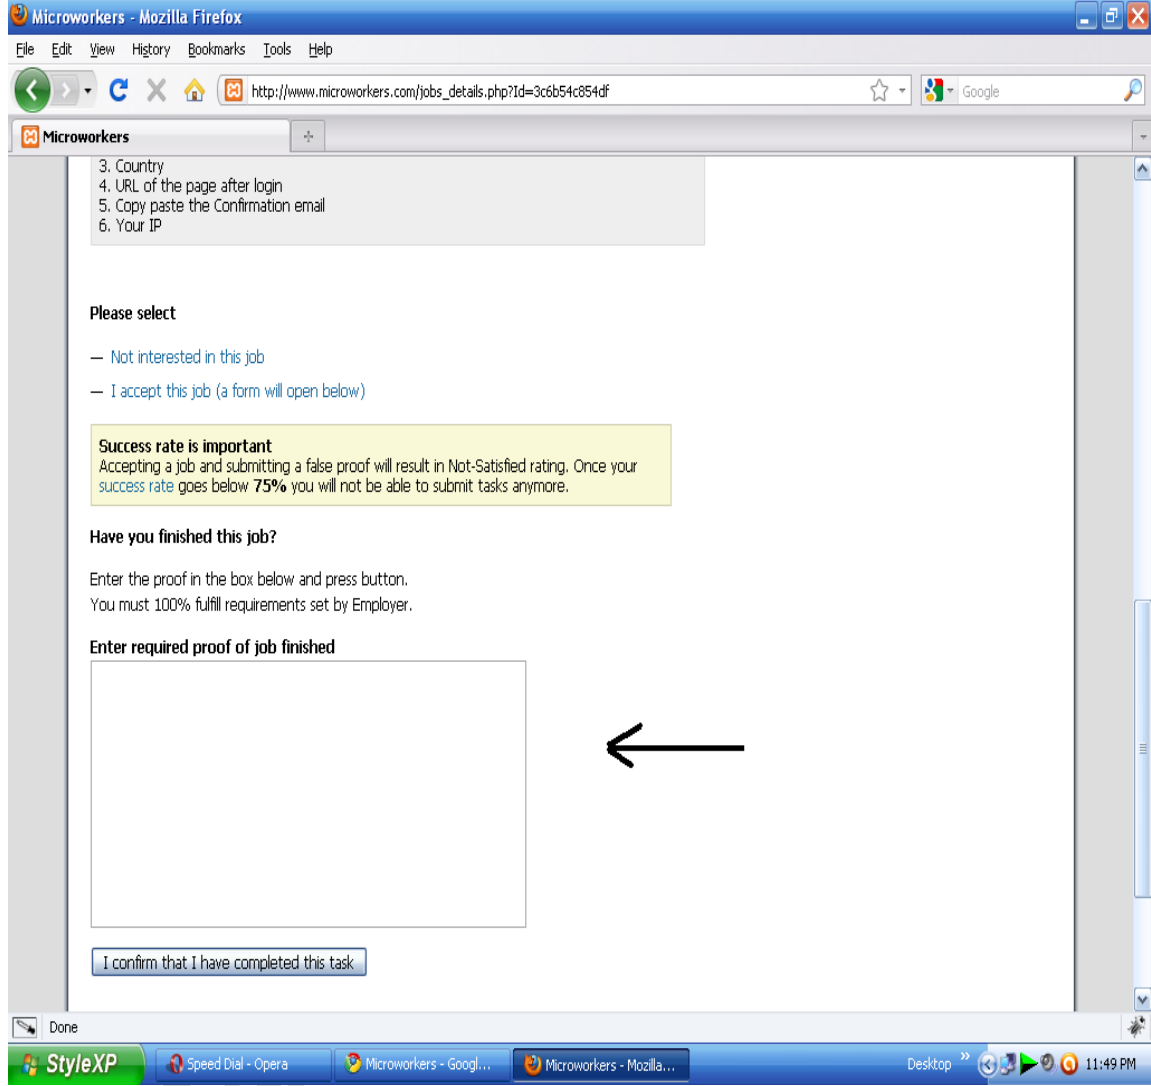 Microworkers - Mozilla Firefox
File Edit View History Bookmarks Tools Help
http://www.microworkers.com/jobs_details.php?Id=3c6b54c854df
Google
Microworkers
3. Country
4. URL of the page after login
5. Copy paste the Confirmation email
6. Your IP
Please select
— Not interested in this job
— I accept this job (a form will open below)
Success rate is important
Accepting a job and submitting a false proof will result in Not-Satisfied rating. Once your
success rate goes below 75% you will not be able to submit tasks anymore.
Have you finished this job?
Enter the proof in the box below and press button.
You must 100% fulfill requirements set by Employer.
Enter required proof of job finished
I confirm that I have completed this task
Done
StyleXP Speed Dial - Opera Microworkers - Googl... Microworkers - Mozilla... Desktop » 11:49 PM